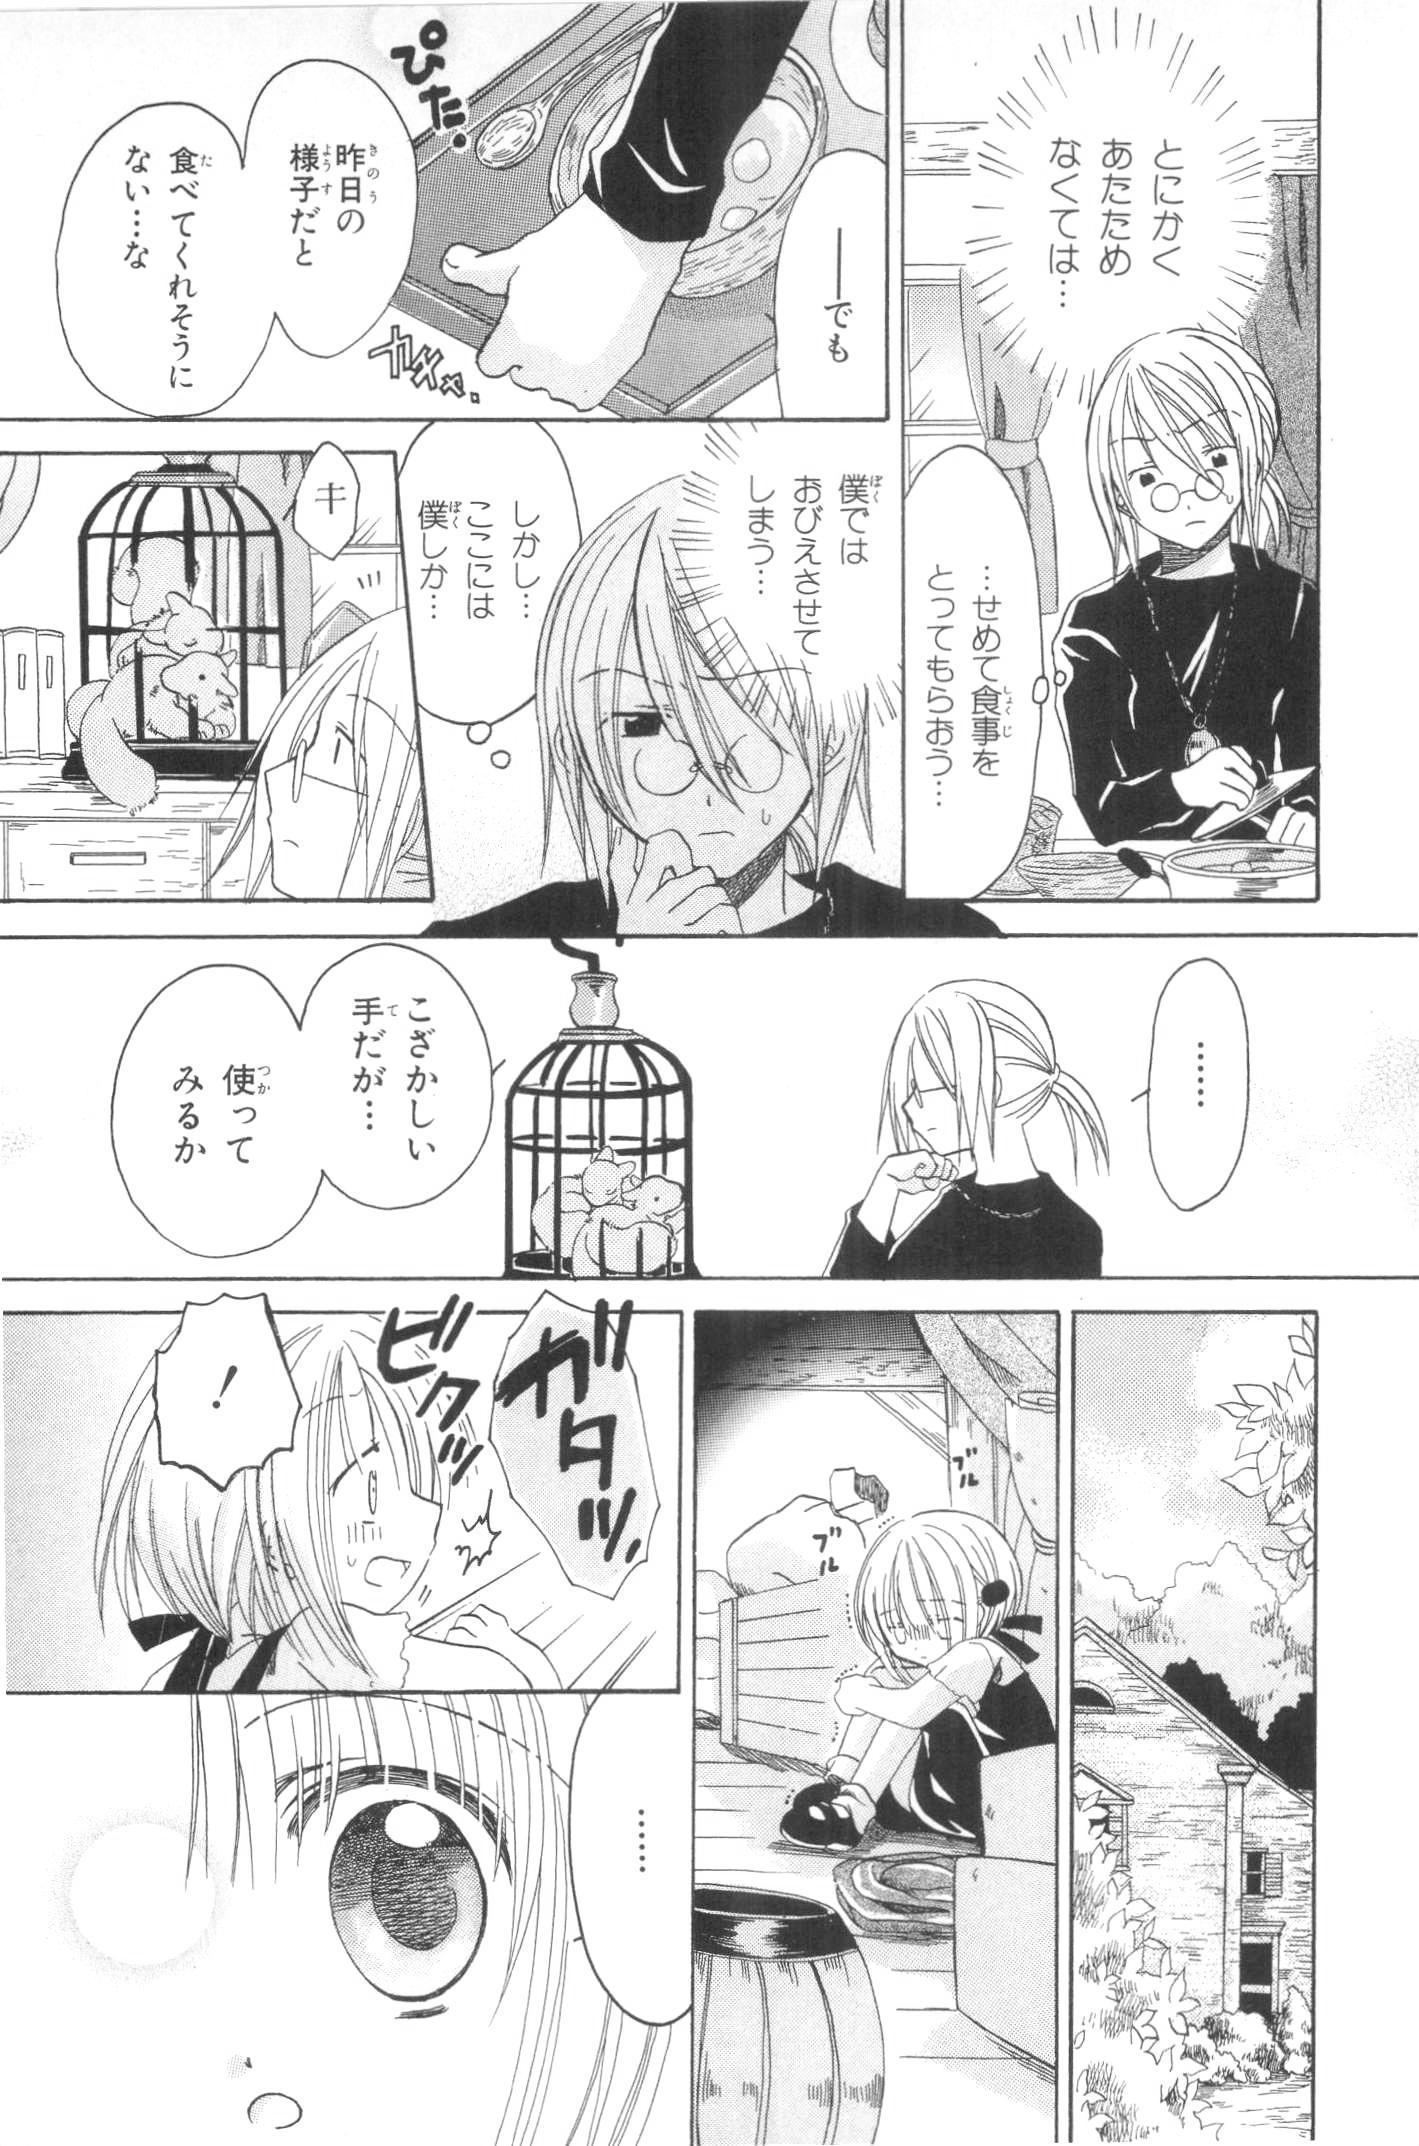 とにかく
あたため
なくては…
…せめて食事を
とってもらおう…
――でも
ぴた.
昨日の
様子だと
食べてくれそうに
ない…な
カメメ.
僕では
おびえさせて
しまう…
しかし…
ここには
僕しか…
キ
……
こざかしい
手だが…
使って
みるか
ブル
ブル
ガタッ
ビクッ
！
……